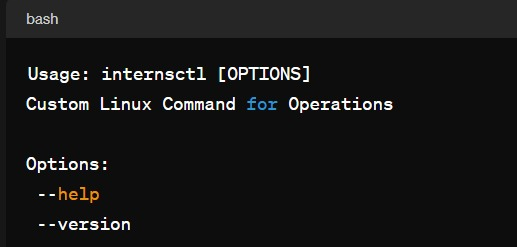 bash
Usage: internsctl [OPTIONS]
Custom Linux Command for Operations
Options:
--help
--version